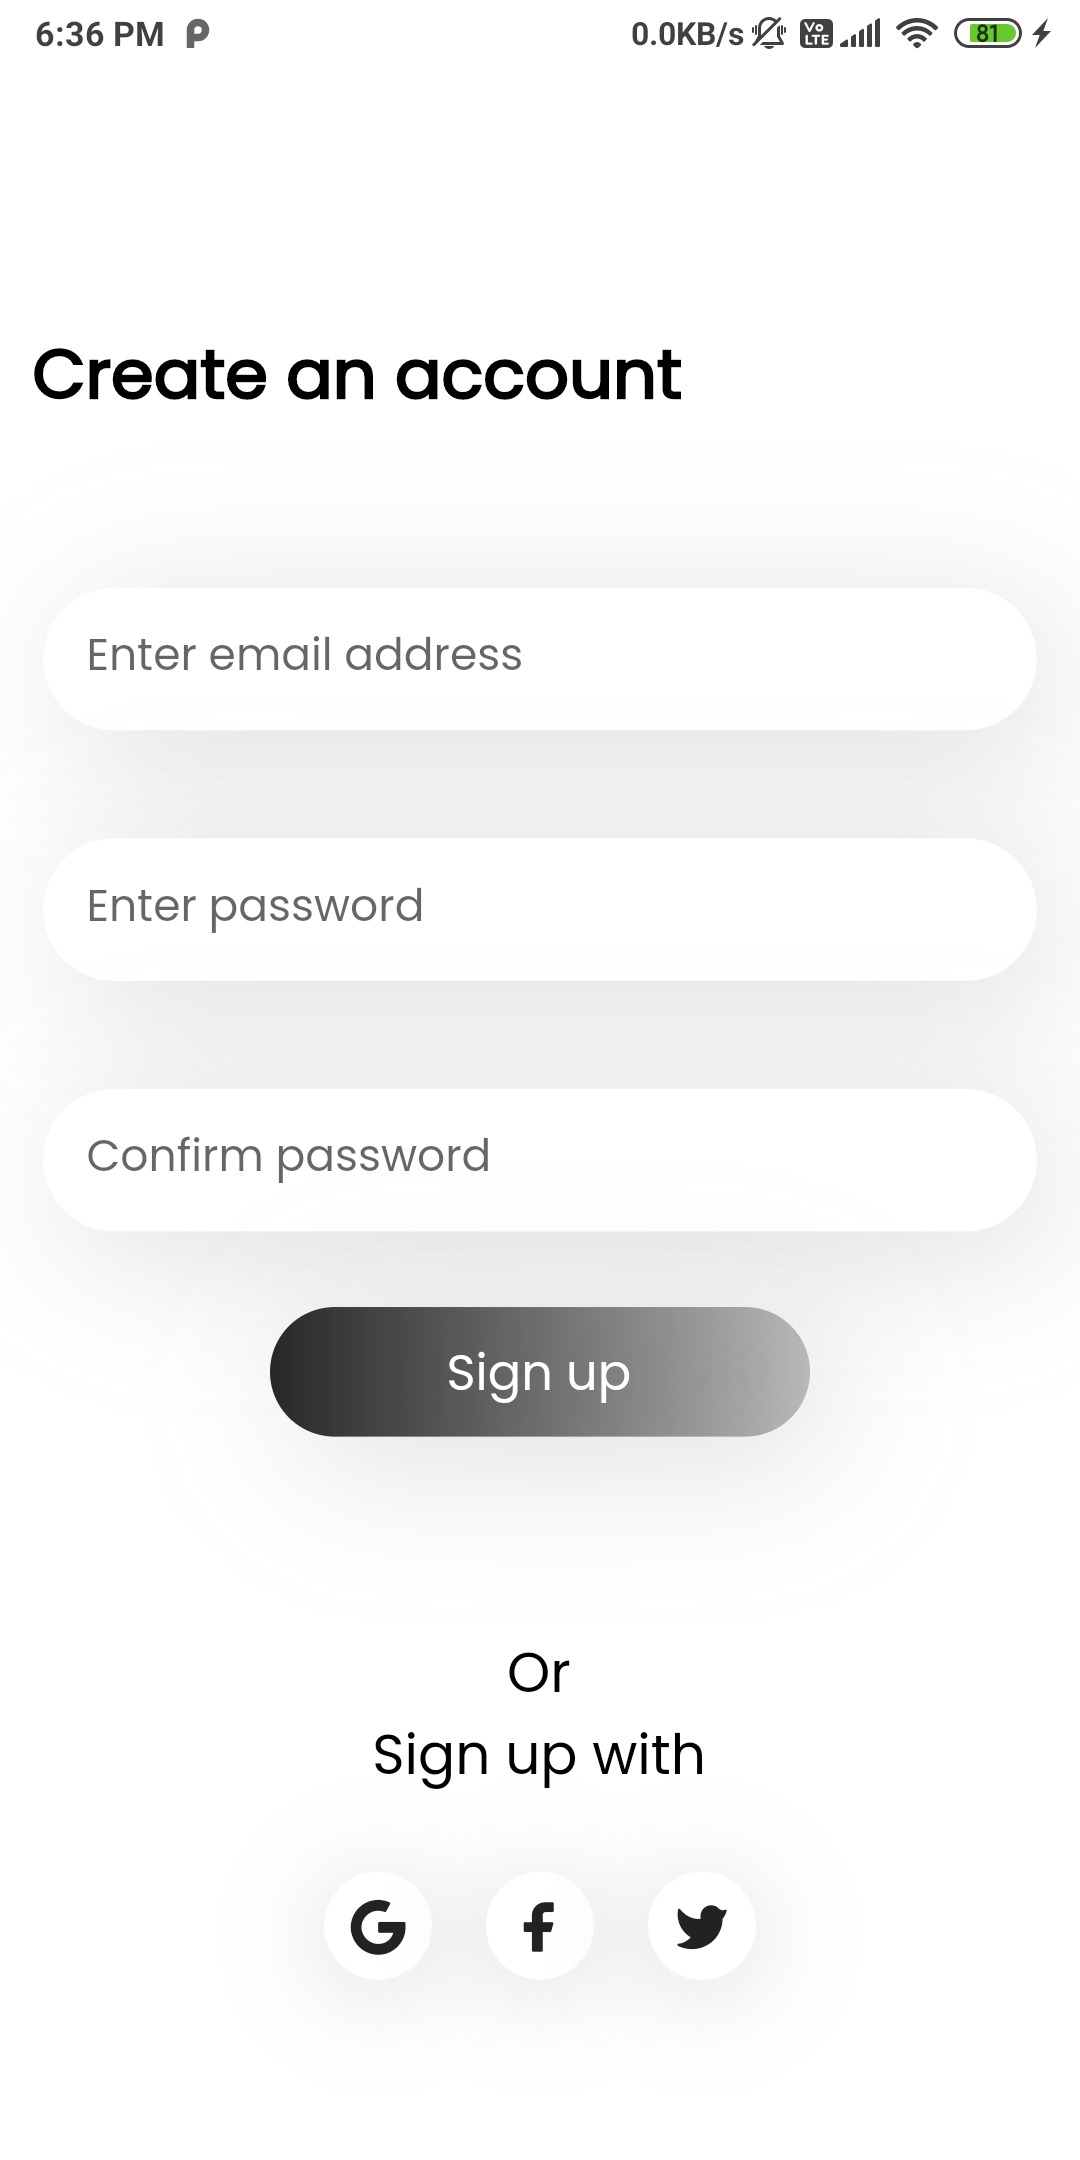 6:36 PM 0.0KB/s Vo LTE 81
Create an account
Enter email address
Enter password
Confirm password
Sign up
Or
Sign up with